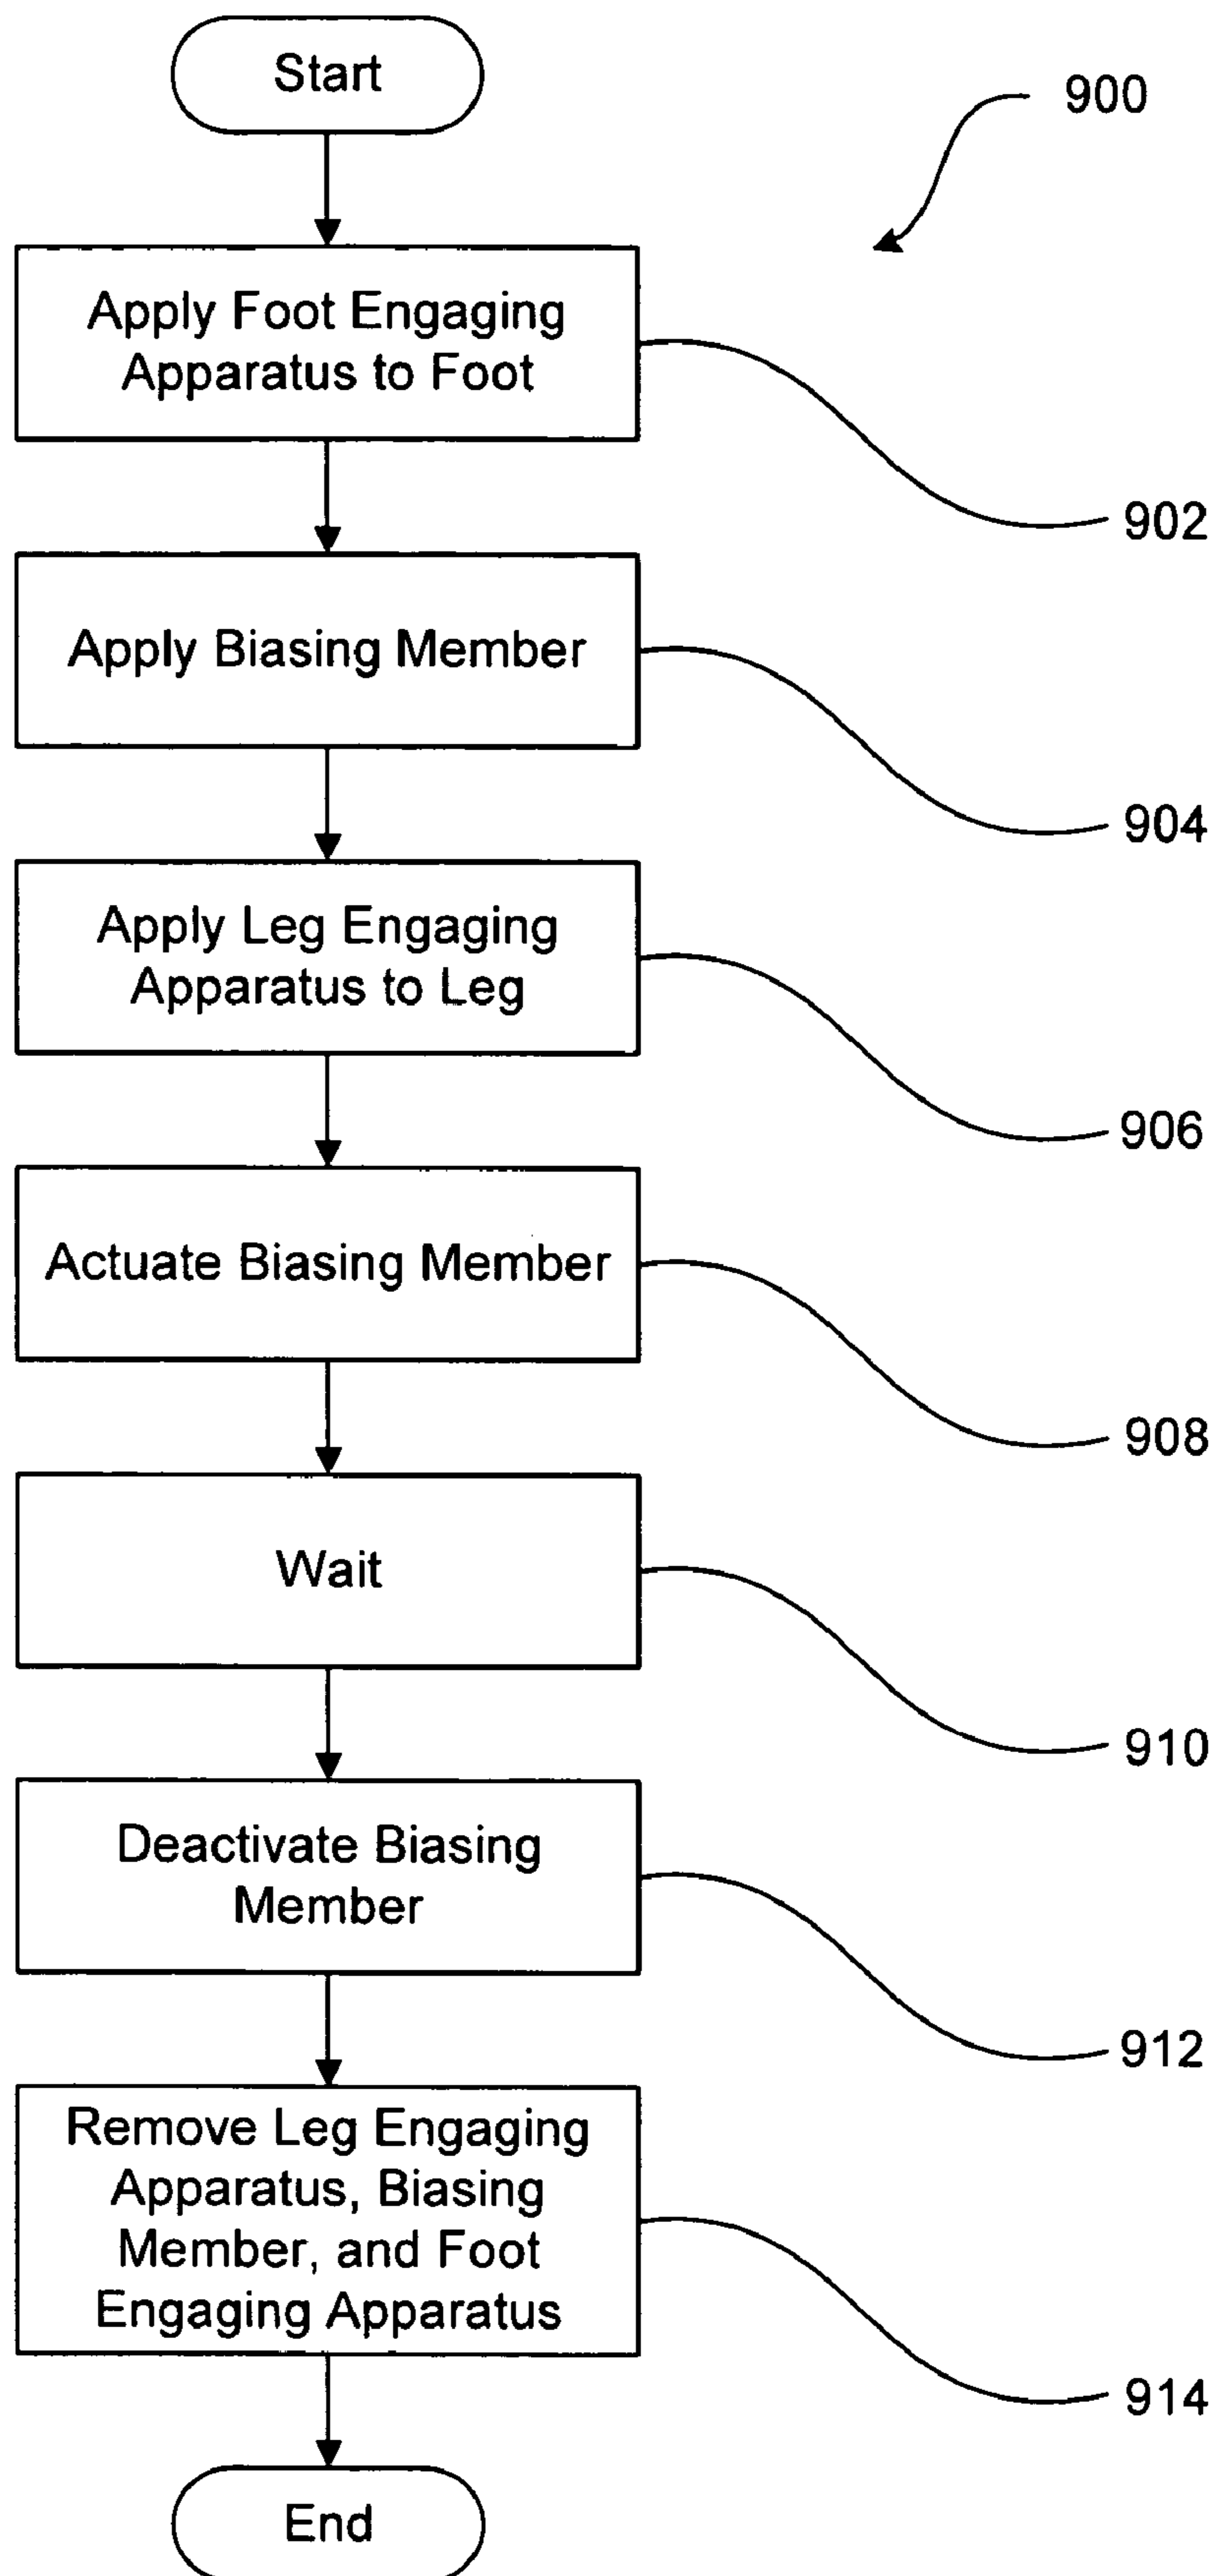 Start
900
Apply Foot Engaging
Apparatus to Foot
902
Apply Biasing Member
904
Apply Leg Engaging
Apparatus to Leg
906
Actuate Biasing Member
908
Wait
910
Deactivate Biasing
Member
912
Remove Leg Engaging
Apparatus, Biasing
Member, and Foot
Engaging Apparatus
914
End